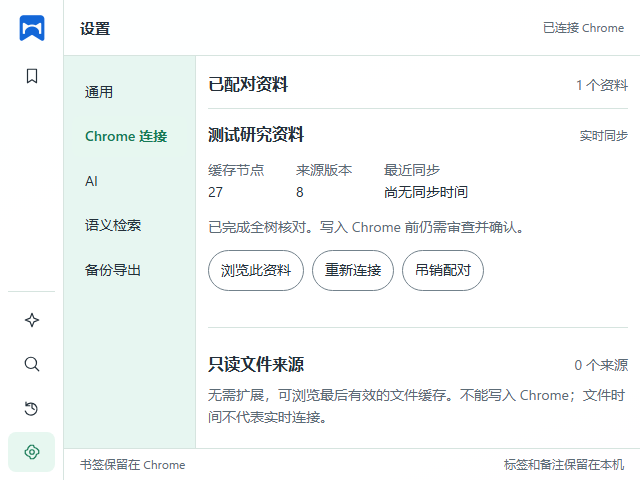 设置
已连接 Chrome
通用
Chrome 连接
AI
语义检索
备份导出
已配对资料
1 个资料
测试研究资料
实时同步
缓存节点 来源版本 最近同步
27 8 尚无同步时间
已完成全树核对。写入 Chrome 前仍需审查并确认。
浏览此资料 重新连接 吊销配对
只读文件来源
0 个来源
无需扩展，可浏览最后有效的文件缓存。不能写入 Chrome；文件时
间不代表实时连接。
书签保留在 Chrome
标签和备注保留在本机